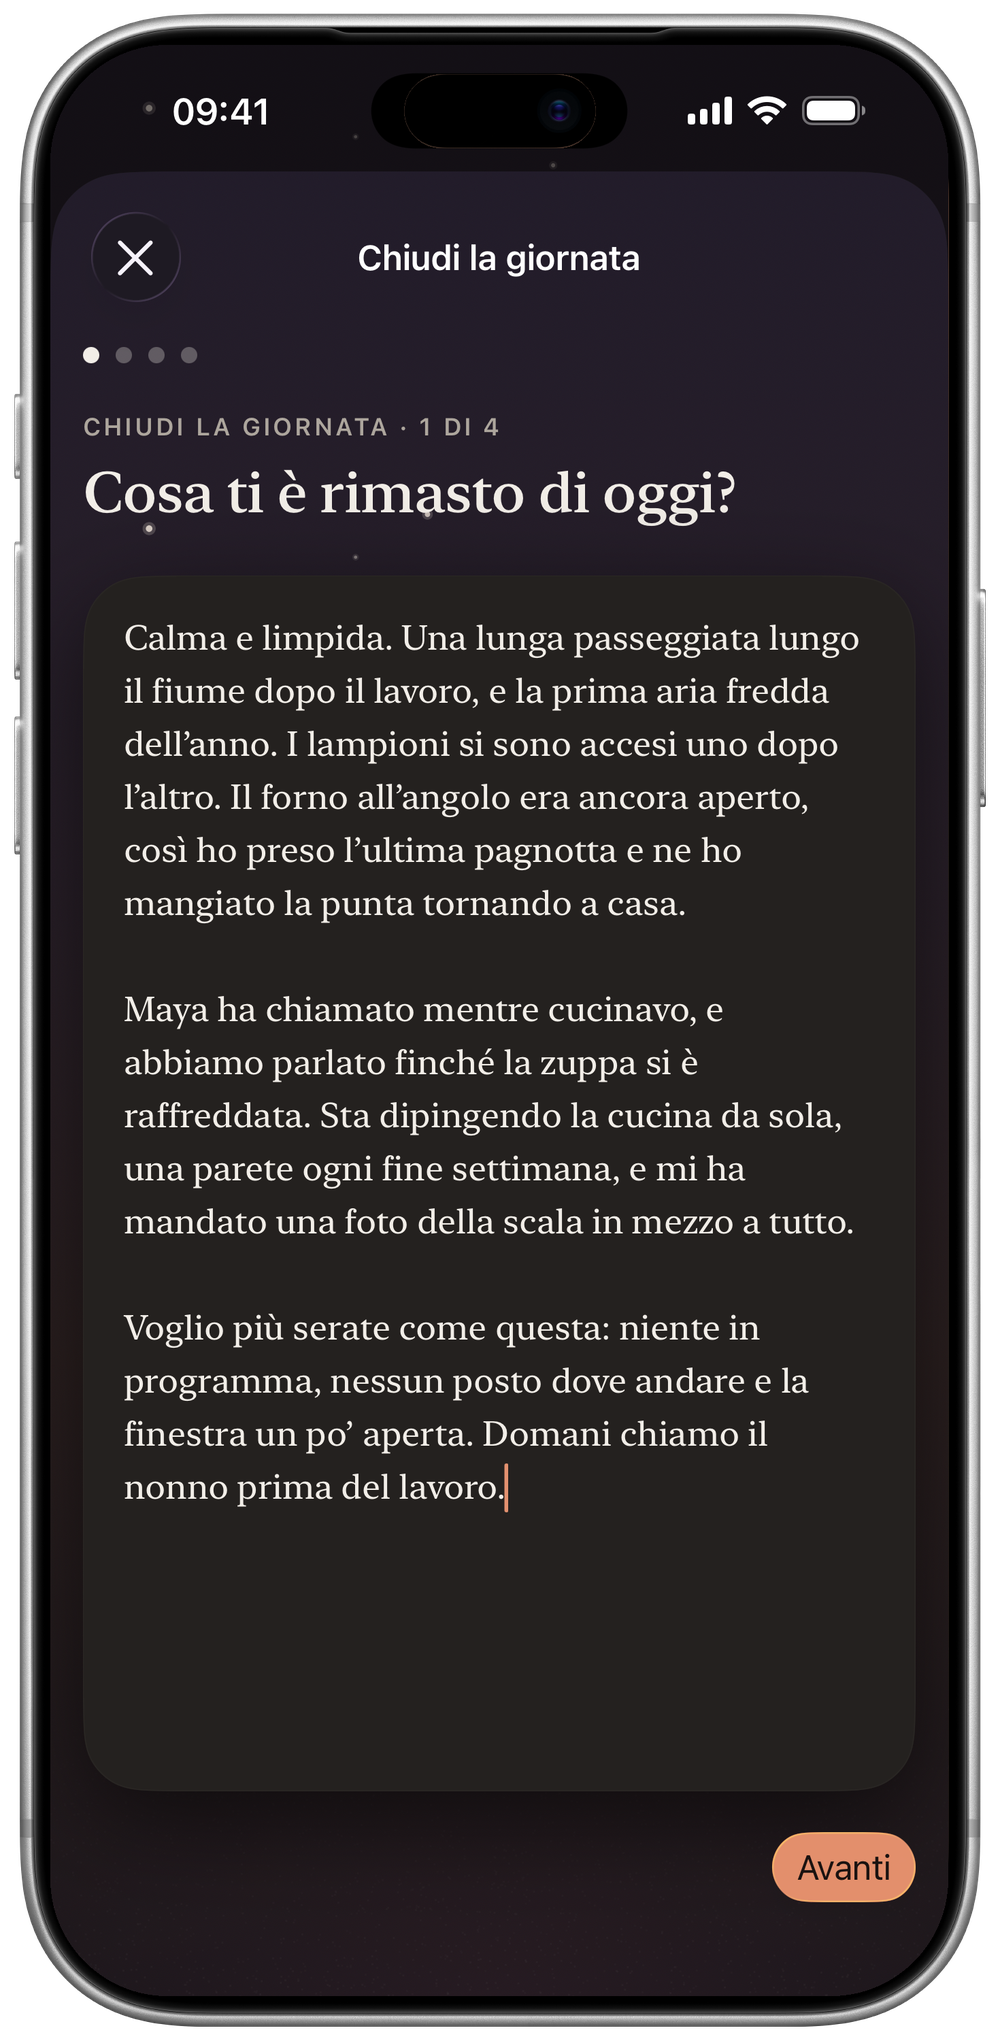 09:41
Chiudi la giornata
CHIUDI LA GIORNATA · 1 DI 4
Cosa ti è rimasto di oggi?
Calma e limpida. Una lunga passeggiata lungo
il fiume dopo il lavoro, e la prima aria fredda
dell’anno. I lampioni si sono accesi uno dopo
l’altro. Il forno all’angolo era ancora aperto,
così ho preso l’ultima pagnotta e ne ho
mangiato la punta tornando a casa.
Maya ha chiamato mentre cucinavo, e
abbiamo parlato finché la zuppa si è
raffreddata. Sta dipingendo la cucina da sola,
una parete ogni fine settimana, e mi ha
mandato una foto della scala in mezzo a tutto.
Voglio più serate come questa: niente in
programma, nessun posto dove andare e la
finestra un po’ aperta. Domani chiamo il
nonno prima del lavoro.
Avanti